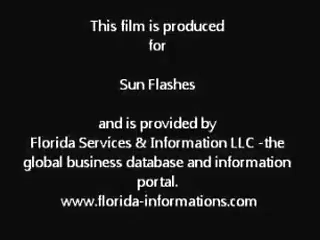 This film is produced
for
Sun Flashes
and is provided by
Florida Services & Information LLC -the
global business database and information
portal.
www.florida-informations.com